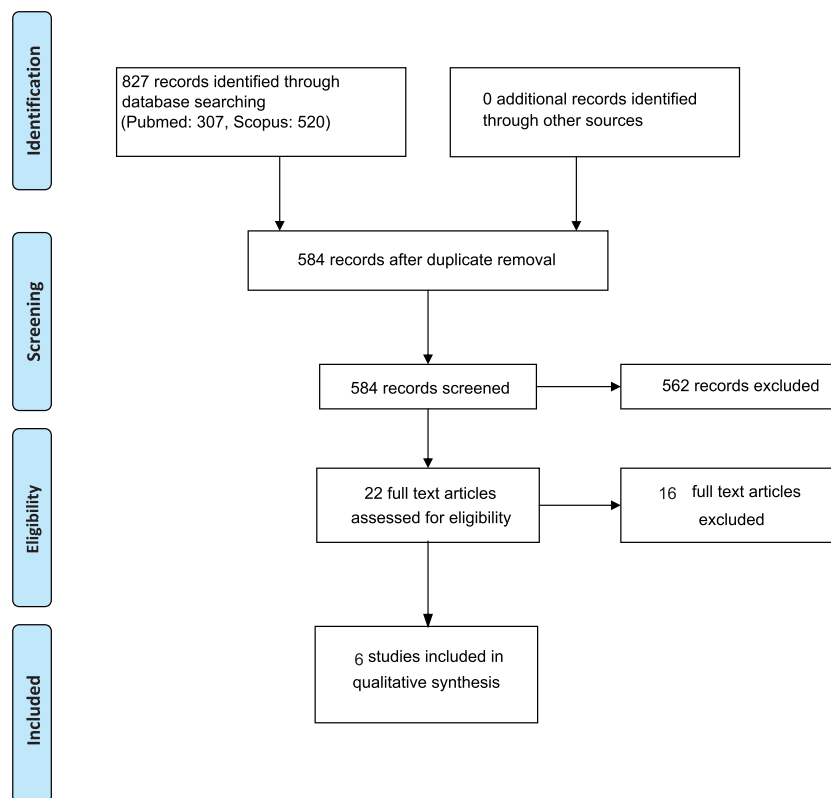 Identification
827 records identified through
database searching
(Pubmed: 307, Scopus: 520)
0 additional records identified
through other sources
584 records after duplicate removal
Screening
584 records screened
562 records excluded
Eligibility
22 full text articles
assessed for eligibility
16 full text articles
excluded
Included
6 studies included in
qualitative synthesis